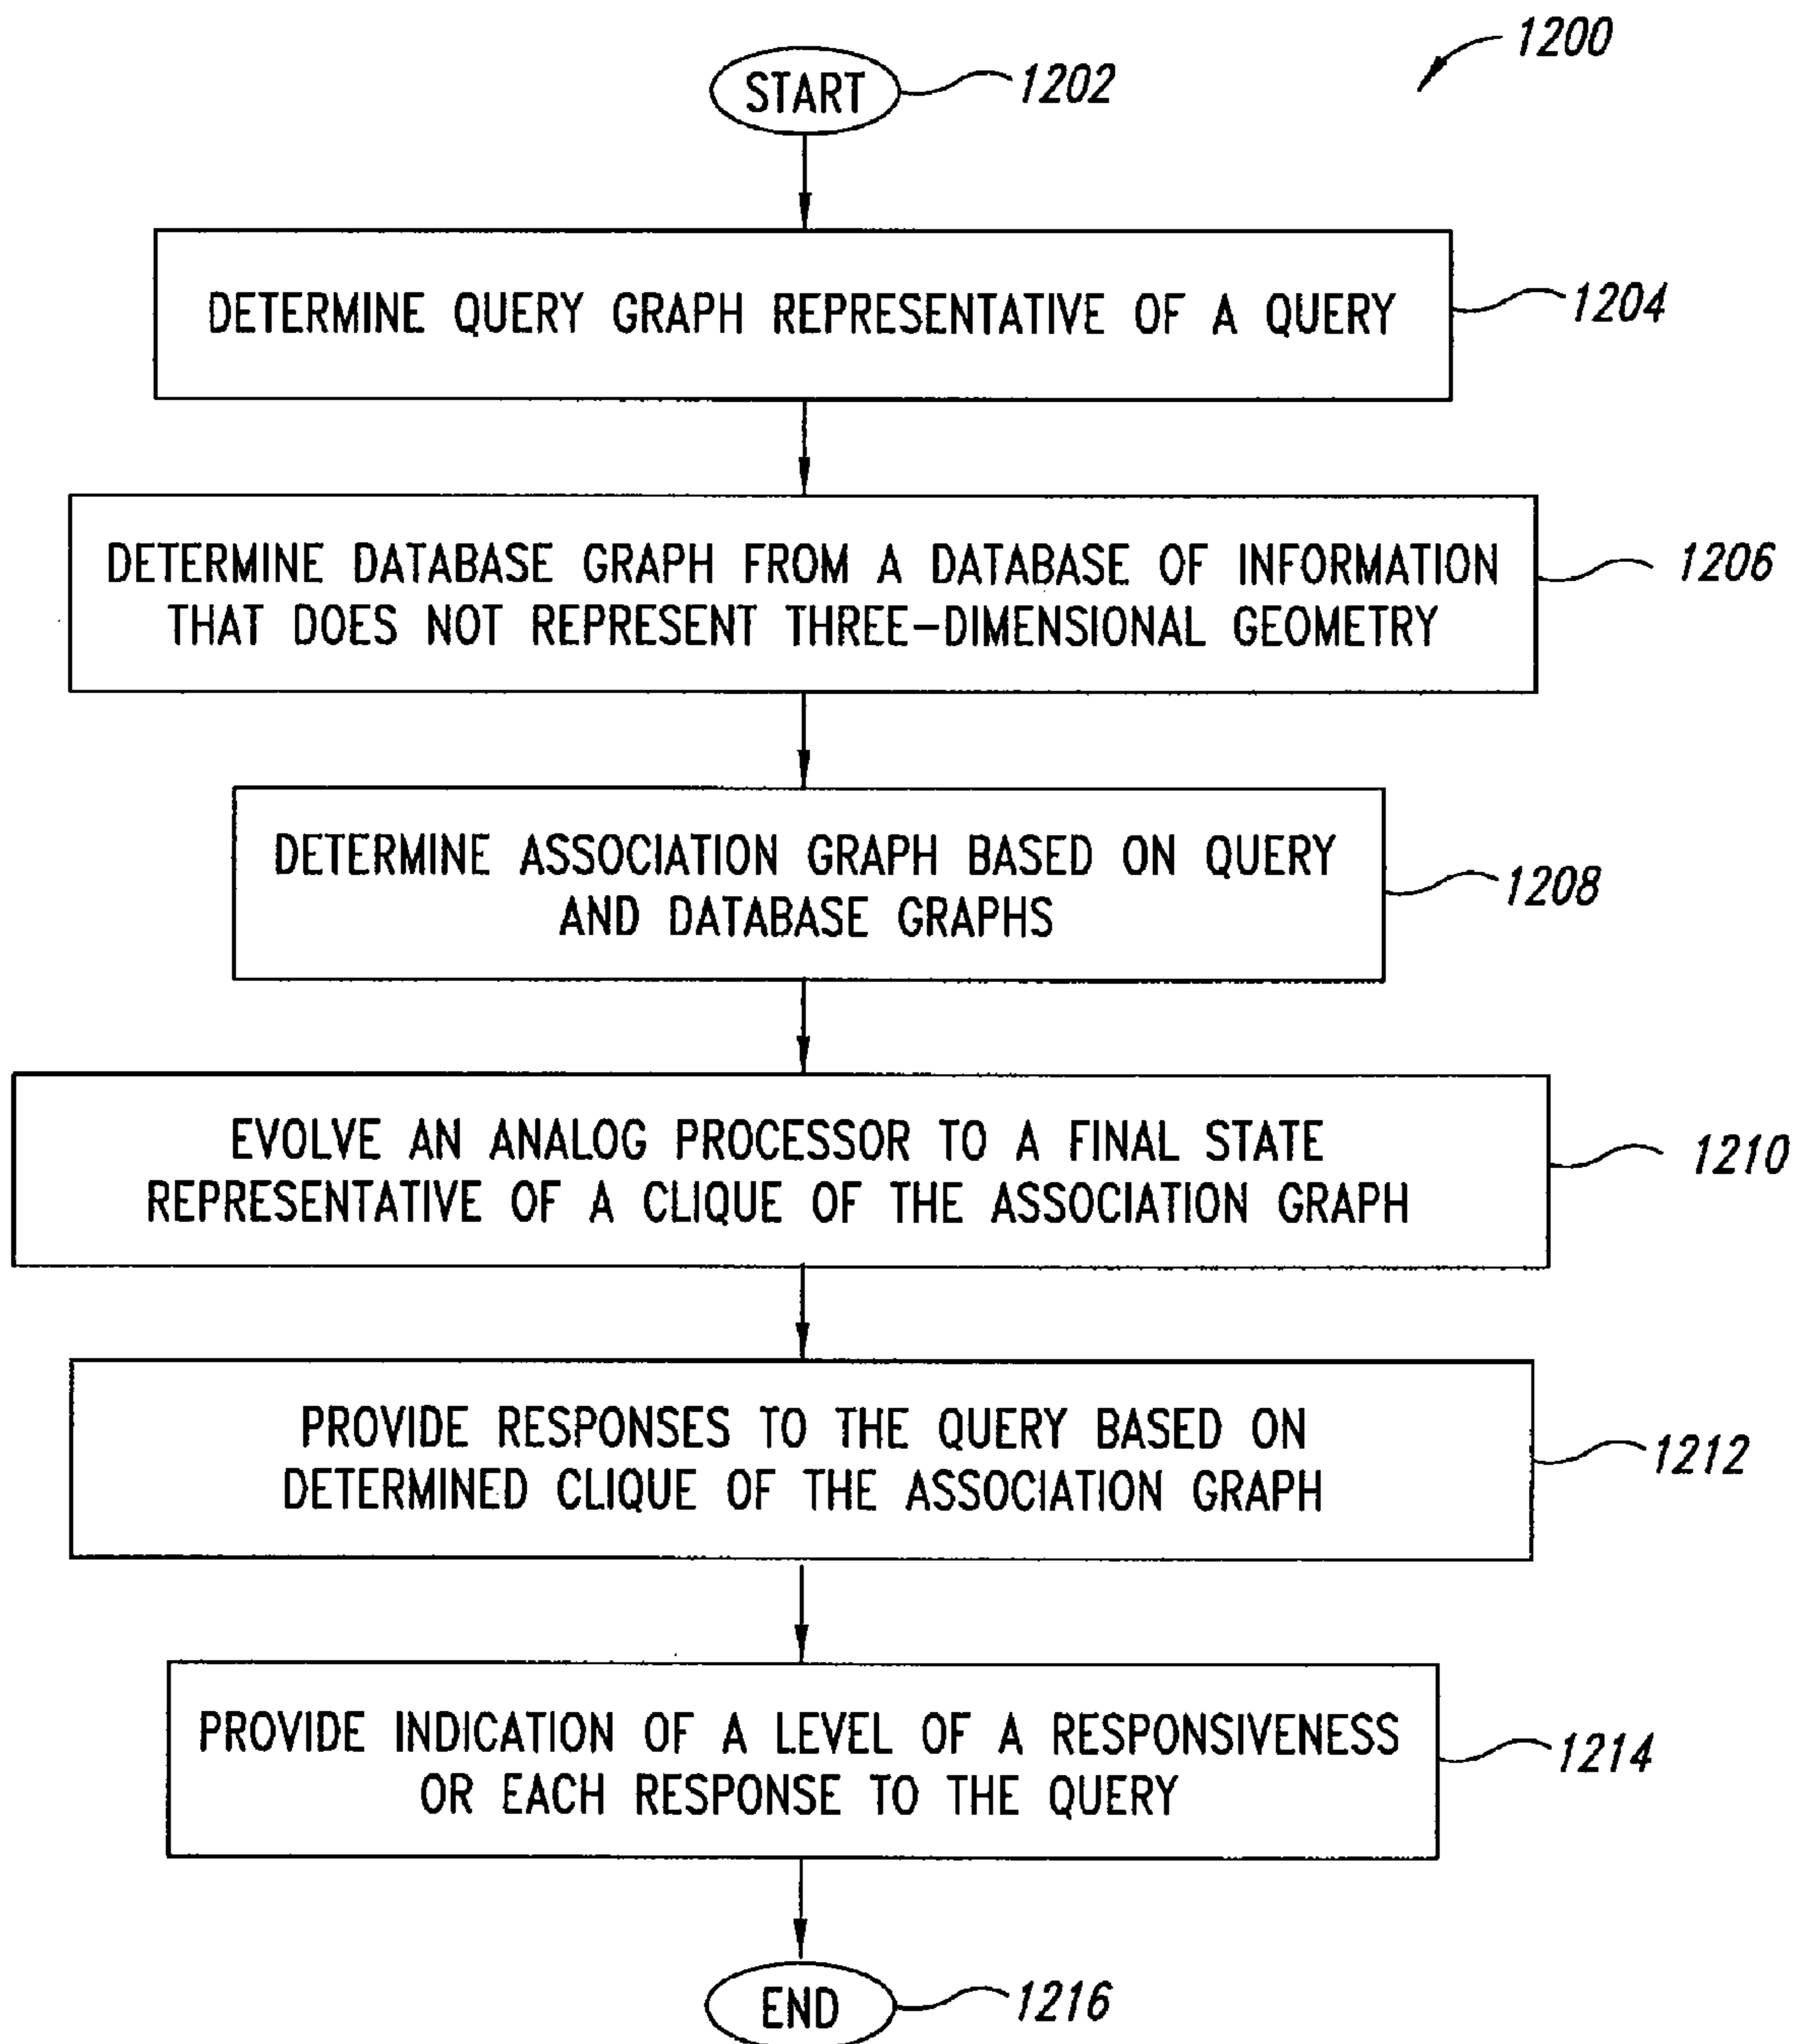 1200
START 1202
DETERMINE QUERY GRAPH REPRESENTATIVE OF A QUERY 1204
DETERMINE DATABASE GRAPH FROM A DATABASE OF INFORMATION
THAT DOES NOT REPRESENT THREE-DIMENSIONAL GEOMETRY
1206
DETERMINE ASSOCIATION GRAPH BASED ON QUERY
AND DATABASE GRAPHS
1208
EVOLVE AN ANALOG PROCESSOR TO A FINAL STATE
REPRESENTATIVE OF A CLIQUE OF THE ASSOCIATION GRAPH
1210
PROVIDE RESPONSES TO THE QUERY BASED ON
DETERMINED CLIQUE OF THE ASSOCIATION GRAPH
1212
PROVIDE INDICATION OF A LEVEL OF A RESPONSIVENESS
OR EACH RESPONSE TO THE QUERY
1214
END 1216